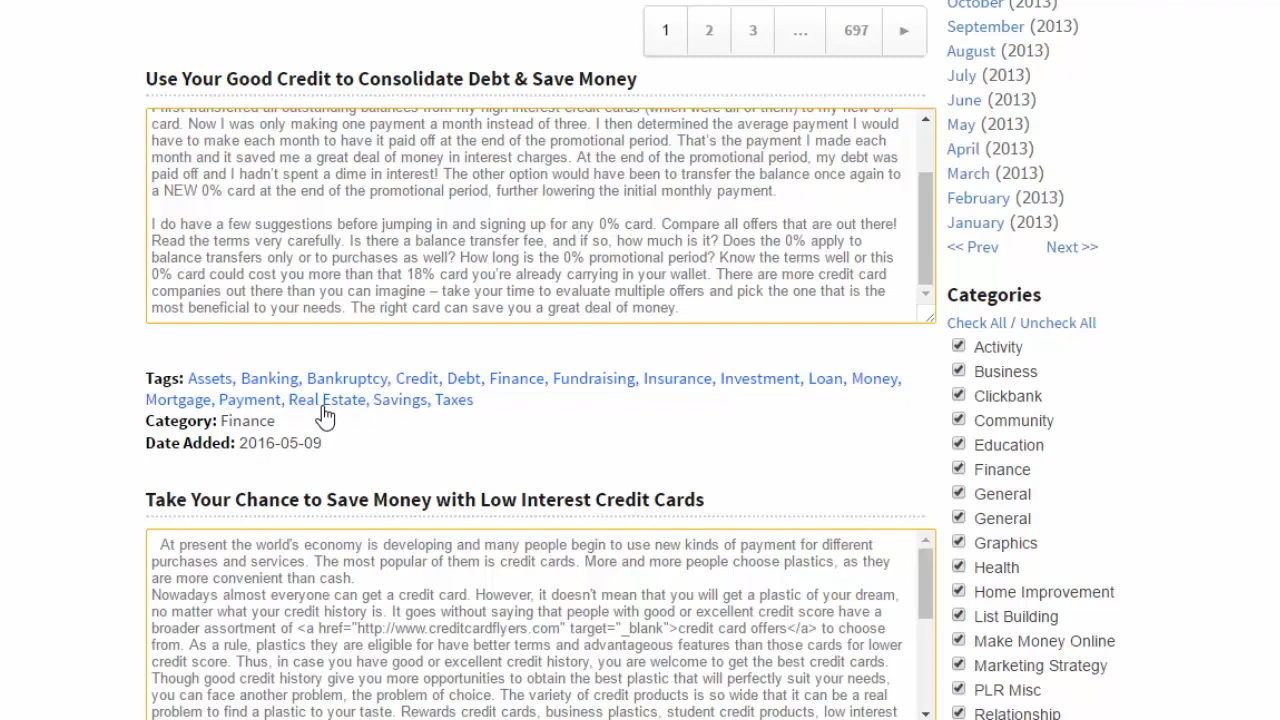 1 2 3 ... 697 ►
Use Your Good Credit to Consolidate Debt & Save Money
I first transferred all outstanding balances from my high interest credit cards (which were all of them) to my new 0%
card. Now I was only making one payment a month instead of three. I then determined the average payment I would
have to make each month to have it paid off at the end of the promotional period. That's the payment I made each
month and it saved me a great deal of money in interest charges. At the end of the promotional period, my debt was
paid off and I hadn't spent a dime in interest! The other option would have been to transfer the balance once again to
a NEW 0% card at the end of the promotional period, further lowering the initial monthly payment.
I do have a few suggestions before jumping in and signing up for any 0% card. Compare all offers that are out there!
Read the terms very carefully. Is there a balance transfer fee, and if so, how much is it? Does the 0% apply to
balance transfers only or to purchases as well? How long is the 0% promotional period? Know the terms well or this
0% card could cost you more than that 18% card you're already carrying in your wallet. There are more credit card
companies out there than you can imagine – take your time to evaluate multiple offers and pick the one that is the
most beneficial to your needs. The right card can save you a great deal of money.
Tags: Assets, Banking, Bankruptcy, Credit, Debt, Finance, Fundraising, Insurance, Investment, Loan, Money,
Mortgage, Payment, Real Estate, Savings, Taxes
Category: Finance
Date Added: 2016-05-09
Take Your Chance to Save Money with Low Interest Credit Cards
At present the world's economy is developing and many people begin to use new kinds of payment for different
purchases and services. The most popular of them is credit cards. More and more people choose plastics, as they
are more convenient than cash.
Nowadays almost everyone can get a credit card. However, it doesn't mean that you will get a plastic of your dream,
no matter what your credit history is. It goes without saying that people with good or excellent credit score have a
broader assortment of <a href="http://www.creditcardflyers.com" target="_blank">credit card offers</a> to choose
from. As a rule, plastics they are eligible for have better terms and advantageous features than those cards for lower
credit score. Thus, in case you have good or excellent credit history, you are welcome to get the best credit cards.
Though good credit history give you more opportunities to obtain the best plastic that will perfectly suit your needs,
you can face another problem, the problem of choice. The variety of credit products is so wide that it can be a real
problem to find a plastic to your taste. Rewards credit cards, business plastics, student credit products, low interest
October (2013)
September (2013)
August (2013)
July (2013)
June (2013)
May (2013)
April (2013)
March (2013)
February (2013)
January (2013)
<< Prev Next >>
Categories
Check All / Uncheck All
Activity
Business
Clickbank
Community
Education
Finance
General
General
Graphics
Health
Home Improvement
List Building
Make Money Online
Marketing Strategy
PLR Misc
Relationship